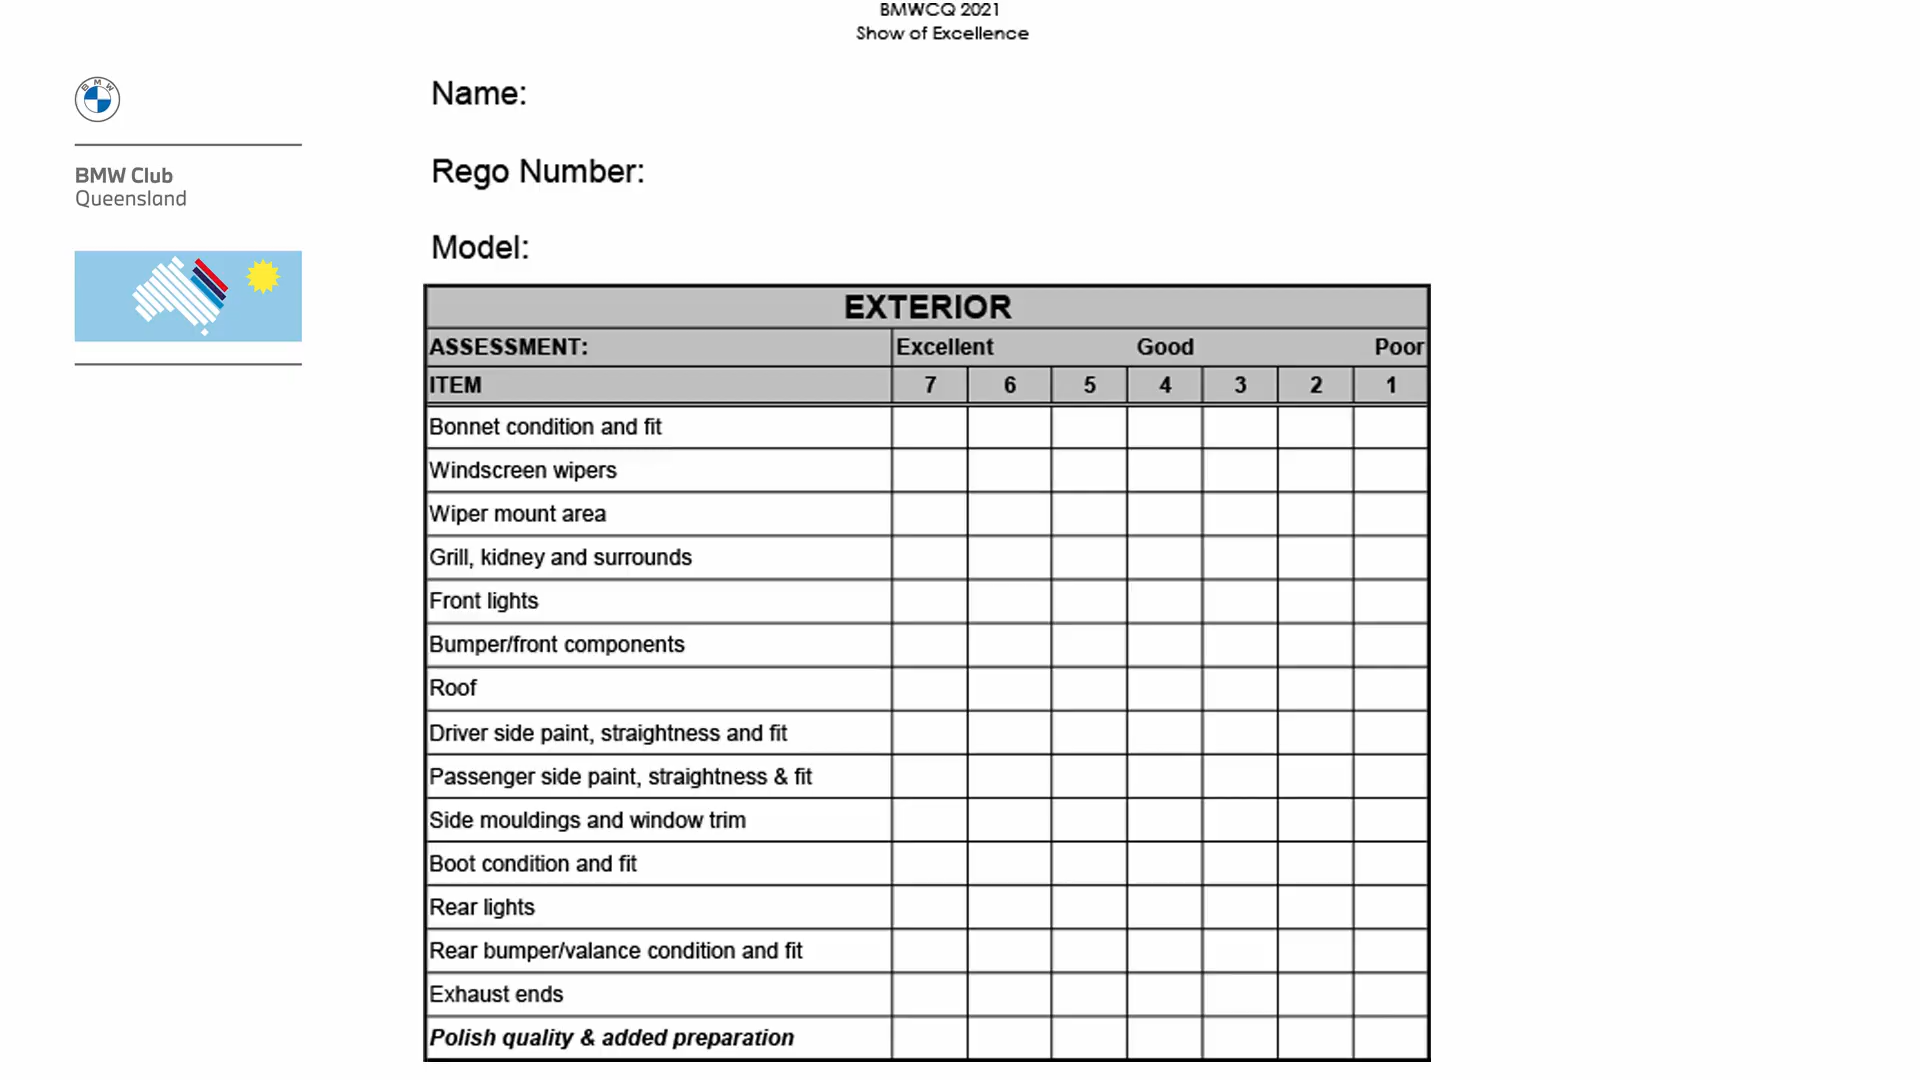 BMWCQ 2021
Show of Excellence
BMW
BMW Club
Queensland
Name:
Rego Number:
Model:
EXTERIOR
ASSESSMENT: Excellent Good Poor
ITEM 7 6 5 4 3 2 1
Bonnet condition and fit
Windscreen wipers
Wiper mount area
Grill, kidney and surrounds
Front lights
Bumper/front components
Roof
Driver side paint, straightness and fit
Passenger side paint, straightness & fit
Side mouldings and window trim
Boot condition and fit
Rear lights
Rear bumper/valance condition and fit
Exhaust ends
Polish quality & added preparation